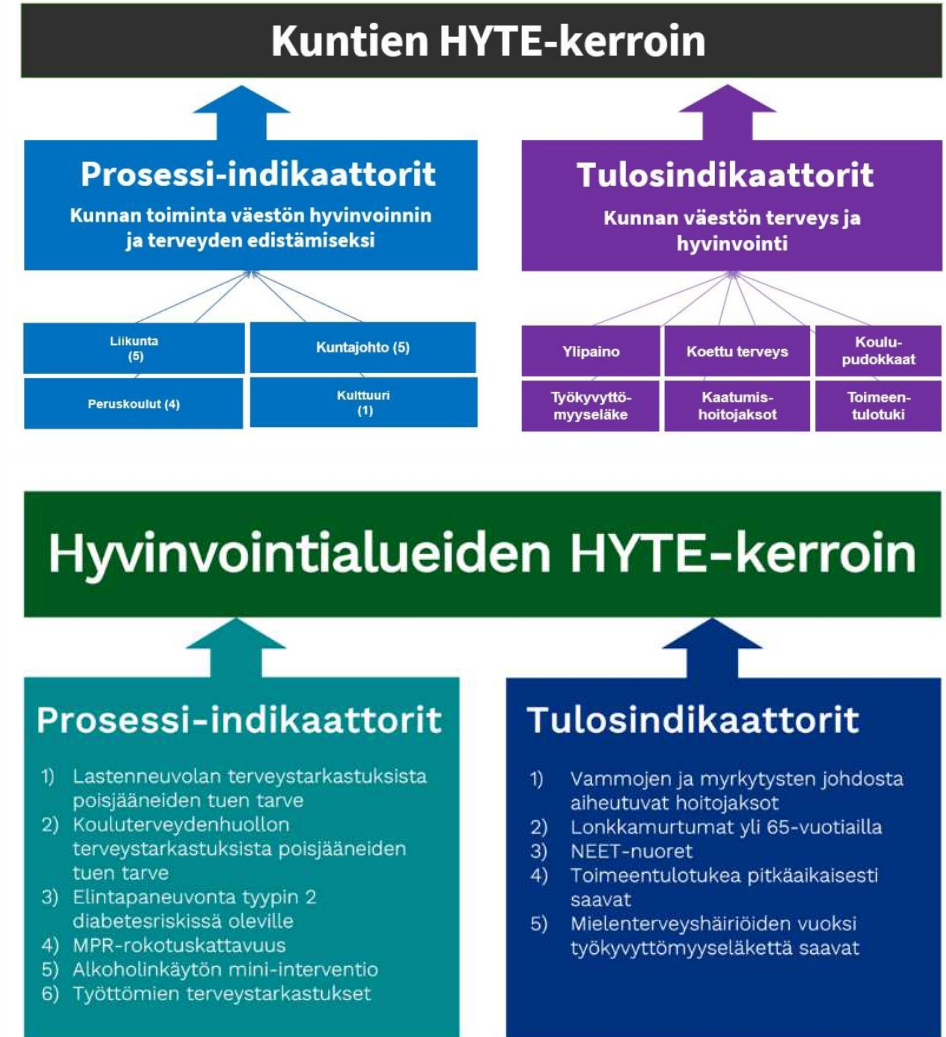 Kuntien HYTE-kerroin
Prosessi-indikaattorit
Kunnan toiminta väestön hyvinvoinnin
ja terveyden edistämiseksi
Liikunta
(5)
Kuntajohto (5)
Peruskoulut (4)
Kulttuuri
(1)
Tulosindikaattorit
Kunnan väestön terveys ja
hyvinvointi
Ylipaino
Koettu terveys
Koulu-
pudokkaat
Työkyvyttö-
myyseläke
Kaatumis-
hoitojaksot
Toimeen-
tulotuki
Hyvinvointialueiden HYTE-kerroin
Prosessi-indikaattorit
1) Lastenneuvolan terveystarkastuksista
poisjääneiden tuen tarve
2) Kouluterveydenhuollon
terveystarkastuksista poisjääneiden
tuen tarve
3) Elintapaneuvonta tyypin 2
diabetesriskissä oleville
4) MPR-rokotuskattavuus
5) Alkoholinkäytön mini-interventio
6) Työttömien terveystarkastukset
Tulosindikaattorit
1) Vammojen ja myrkytysten johdosta
aiheutuvat hoitojaksot
2) Lonkkamurtumat yli 65-vuotiailla
3) NEET-nuoret
4) Toimeentulotukea pitkäaikaisesti
saavat
5) Mielenterveyshäiriöiden vuoksi
työkyvyttömyyseläkettä saavat